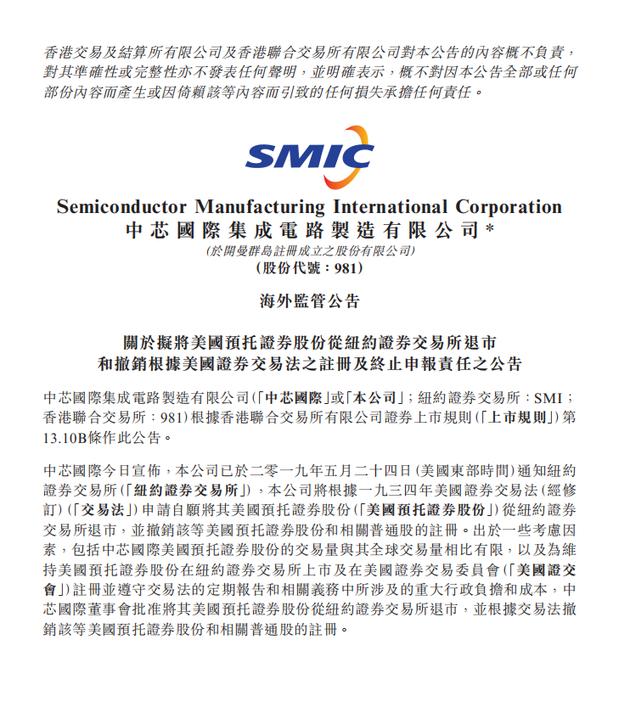 香港交易及結算所有限公司及香港聯合交易所有限公司對本公告的內容概不負責，
對其準確性或完整性亦不發表任何聲明，並明確表示，概不對因本公告全部或任何
部份內容而產生或因倚賴該等內容而引致的任何損失承擔任何責任。
SMIC
Semiconductor Manufacturing International Corporation
中芯國際集成電路製造有限公司*
(於開曼群島註冊成立之股份有限公司)
(股份代號：981)
海外監管公告
關於擬將美國預托證券股份從紐約證券交易所退市
和撤銷根據美國證券交易法之註冊及終止申報責任之公告
中芯國際集成電路製造有限公司(「中芯國際」或「本公司」；紐約證券交易所：SMI；
香港聯合交易所：981)根據香港聯合交易所有限公司證券上市規則(「上市規則」)第
13.10B條作此公告。
中芯國際今日宣佈，本公司已於二零一九年五月二十四日(美國東部時間)通知紐約
證券交易所(「紐約證券交易所」)，本公司將根據一九三四年美國證券交易法(經修
訂)(「交易法」)申請自願將其美國預托證券股份(「美國預托證券股份」)從紐約證券
交易所退市，並撤銷該等美國預托證券股份和相關普通股的註冊。出於一些考慮因
素，包括中芯國際美國預托證券股份的交易量與其全球交易量相比有限，以及為維
持美國預托證券股份在紐約證券交易所上市及在美國證券交易委員會(「美國證交
會」)註冊並遵守交易法的定期報告和相關義務中所涉及的重大行政負擔和成本，中
芯國際董事會批准將其美國預托證券股份從紐約證券交易所退市，並根據交易法撤
銷該等美國預托證券股份和相關普通股的註冊。